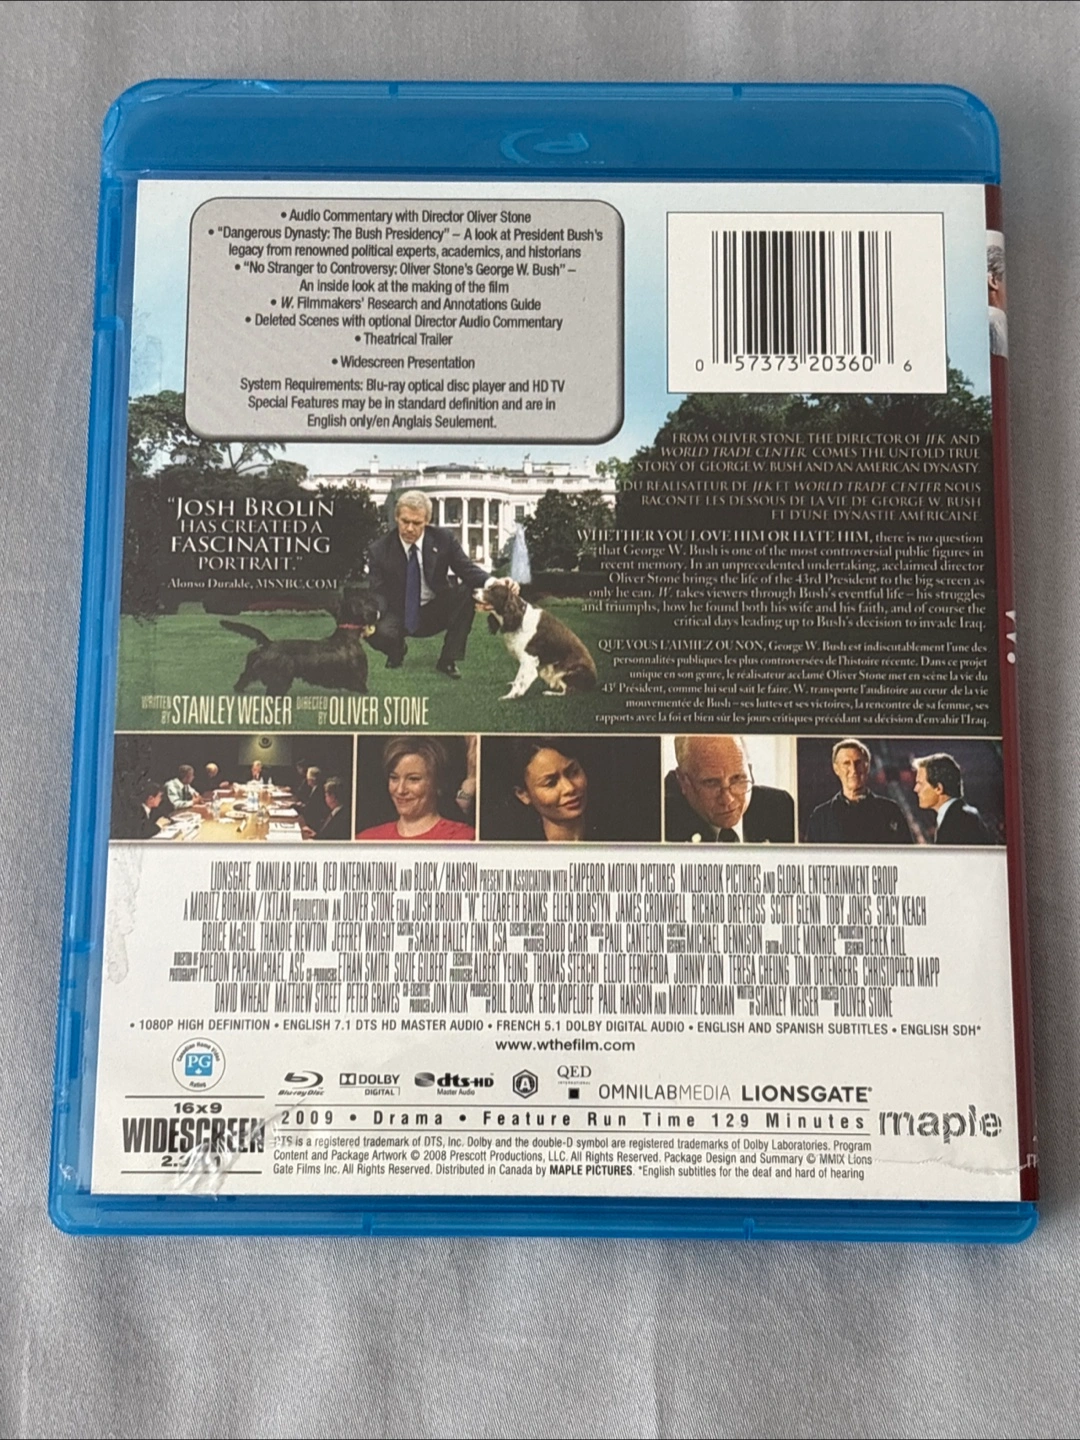 • Audio Commentary with Director Oliver Stone
• "Dangerous Dynasty: The Bush Presidency" – A look at President Bush's
legacy from renowned political experts, academics, and historians
• "No Stranger to Controversy: Oliver Stone's George W. Bush" –
An inside look at the making of the film
• W. Filmmakers' Research and Annotations Guide
• Deleted Scenes with optional Director Audio Commentary
• Theatrical Trailer
• Widescreen Presentation
System Requirements: Blu-ray optical disc player and HD TV
Special Features may be in standard definition and are in
English only/en Anglais Seulement.
0 57373 20360 6
FROM OLIVER STONE, THE DIRECTOR OF JFK AND
WORLD TRADE CENTER, COMES THE UNTOLD TRUE
STORY OF GEORGE W. BUSH AND AN AMERICAN DYNASTY.
DU RÉALISATEUR DE JFK ET WORLD TRADE CENTER NOUS
RACONTE LES DESSOUS DE LA VIE DE GEORGE W. BUSH
ET D'UNE DYNASTIE AMÉRICAINE.
"JOSH BROLIN
HAS CREATED A
FASCINATING
PORTRAIT."
- Alonso Duralde, MSNBC.COM
WHETHER YOU LOVE HIM OR HATE HIM, there is no question
that George W. Bush is one of the most controversial public figures in
recent memory. In an unprecedented undertaking, acclaimed director
Oliver Stone brings the life of the 43rd President to the big screen as
only he can. W. takes viewers through Bush's eventful life – his struggles
and triumphs, how he found both his wife and his faith, and of course the
critical days leading up to Bush's decision to invade Iraq.
QUE VOUS L'AIMIEZ OU NON, George W. Bush est indiscutablement l'une des
personnalités publiques les plus controversées de l'histoire récente. Dans ce projet
unique en son genre, le réalisateur acclamé Oliver Stone met en scène la vie du
43e Président, comme lui seul sait le faire. W. transporte l'auditoire au cœur de la vie
mouvementée de Bush – ses luttes et ses victoires, la rencontre de sa femme, ses
rapports avec la foi et bien sûr les jours critiques précédant sa décision d'envahir l'Iraq.
WRITTEN BY STANLEY WEISER DIRECTED BY OLIVER STONE
LIONSGATE OMNILAB MEDIA QED INTERNATIONAL AND BLOCK/HANSON PRESENT IN ASSOCIATION WITH EMPEROR MOTION PICTURES MILLBROOK PICTURES AND GLOBAL ENTERTAINMENT GROUP
A MORITZ BORMAN/IXTLAN PRODUCTION AN OLIVER STONE FILM JOSH BROLIN "W." ELIZABETH BANKS ELLEN BURSTYN JAMES CROMWELL RICHARD DREYFUSS SCOTT GLENN TOBY JONES STACY KEACH
BRUCE McGILL THANDIE NEWTON JEFFREY WRIGHT CASTING BY SARAH HALLEY FINN, CSA EXECUTIVE MUSIC PRODUCER BUDD CARR MUSIC BY PAUL CANTELON COSTUME DESIGNER MICHAEL DENNISON EDITOR JULIE MONROE PRODUCTION DESIGNER DEREK HILL
DIRECTOR OF PHOTOGRAPHY PHEDON PAPAMICHAEL, ASC CO-PRODUCERS ETHAN SMITH SUZIE GILBERT EXECUTIVE PRODUCERS ALBERT YEUNG THOMAS STERCHI ELLIOT FERWERDA JOHNNY HON TERESA CHEUNG TOM ORTENBERG CHRISTOPHER MAPP
DAVID WHEALY MATTHEW STREET PETER GRAVES CO-EXECUTIVE PRODUCER JON KILIK PRODUCED BY BILL BLOCK ERIC KOPELOFF PAUL HANSON AND MORITZ BORMAN WRITTEN BY STANLEY WEISER DIRECTED BY OLIVER STONE
• 1080P HIGH DEFINITION • ENGLISH 7.1 DTS HD MASTER AUDIO • FRENCH 5.1 DOLBY DIGITAL AUDIO • ENGLISH AND SPANISH SUBTITLES • ENGLISH SDH*
www.wthefilm.com
Canadian Home Video
PG
Rating
Blu-ray Disc
DOLBY
DIGITAL
dts-HD
Master Audio
A
QED
INTERNATIONAL
OMNILABMEDIA
LIONSGATE®
16x9
WIDESCREEN
2009 • Drama • Feature Run Time 129 Minutes
maple
DTS is a registered trademark of DTS, Inc. Dolby and the double-D symbol are registered trademarks of Dolby Laboratories. Program
Content and Package Artwork © 2008 Prescott Productions, LLC. All Rights Reserved. Package Design and Summary © MMIX Lions
Gate Films Inc. All Rights Reserved. Distributed in Canada by MAPLE PICTURES. *English subtitles for the deaf and hard of hearing